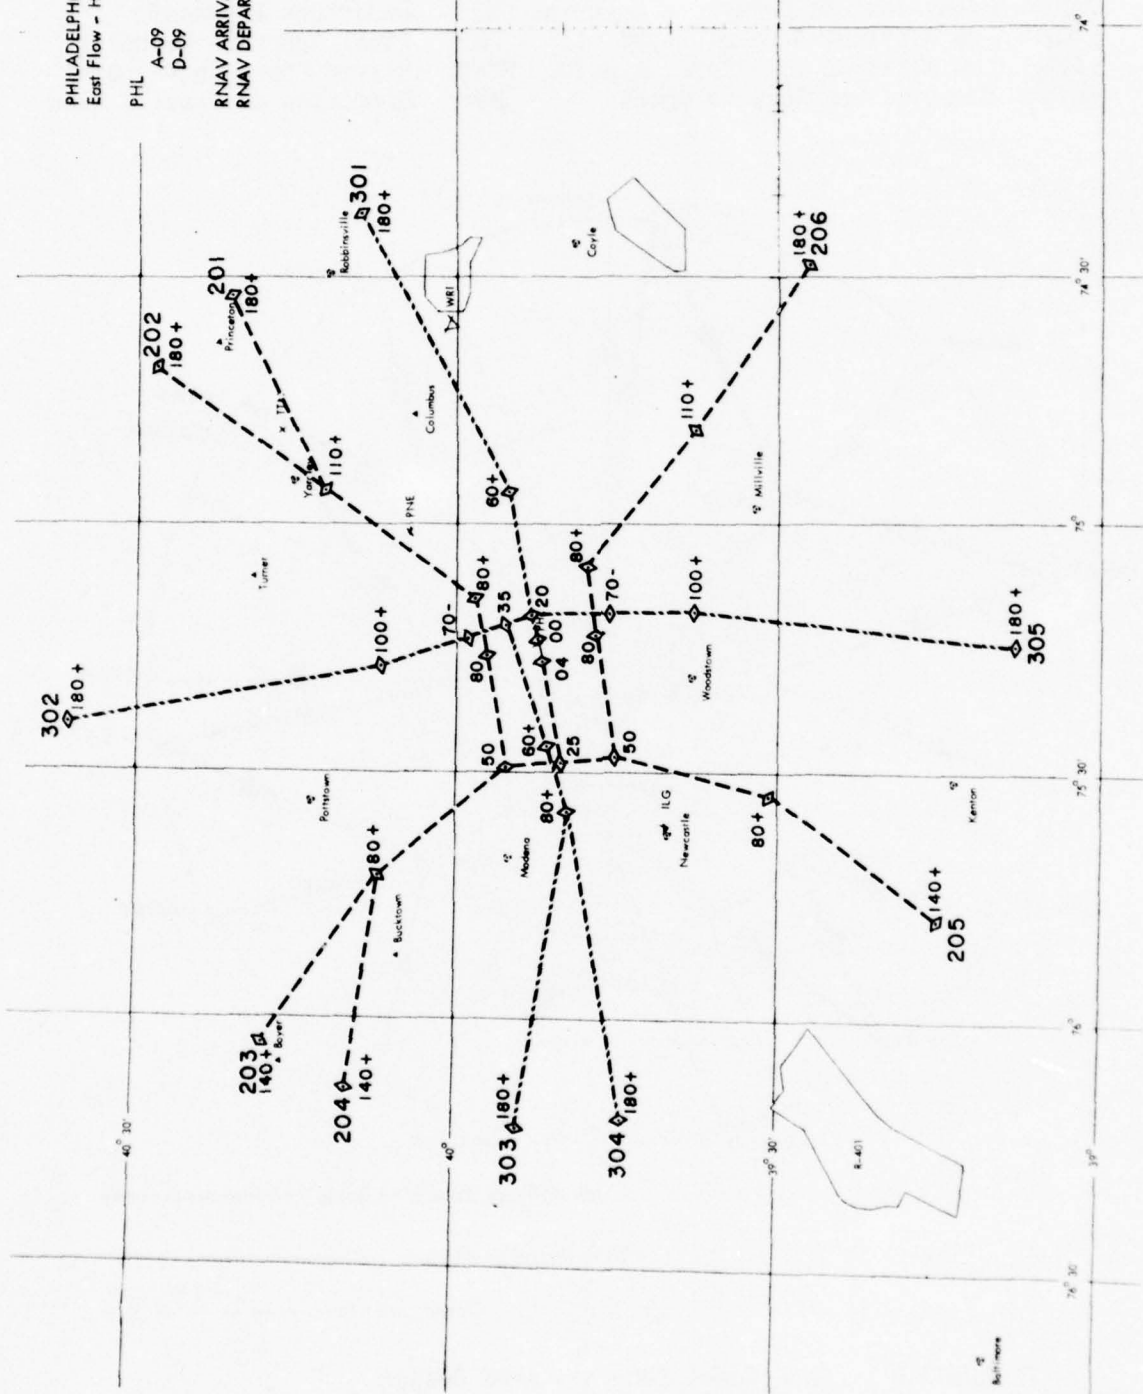 PHILADELPH
East Flow - H
PHL
A-09
D-09
RNAV ARRIV
RNAV DEPAR
302
180+
202
180+
201
180+
Princeton
TTN
Robbinsville
301
180+
WRI
Columbus
Yardley
110+
PNE
Turner
100+
70-
80+
35
20
60+
80
00
04
50
60+
25
80+
Pottstown
203
140+
Boyer
204
140+
80+
Bucktown
Modena
303
180+
304
180+
Coyle
180+
206
110+
Millville
80+
70-
80
100+
Woodstown
50
ILG
Newcastle
80+
Kenton
140+
205
180+
305
R-401
Baltimore
40° 30'
40°
39° 30'
39°
74°
74° 30'
75°
75° 30'
76°
76° 30'